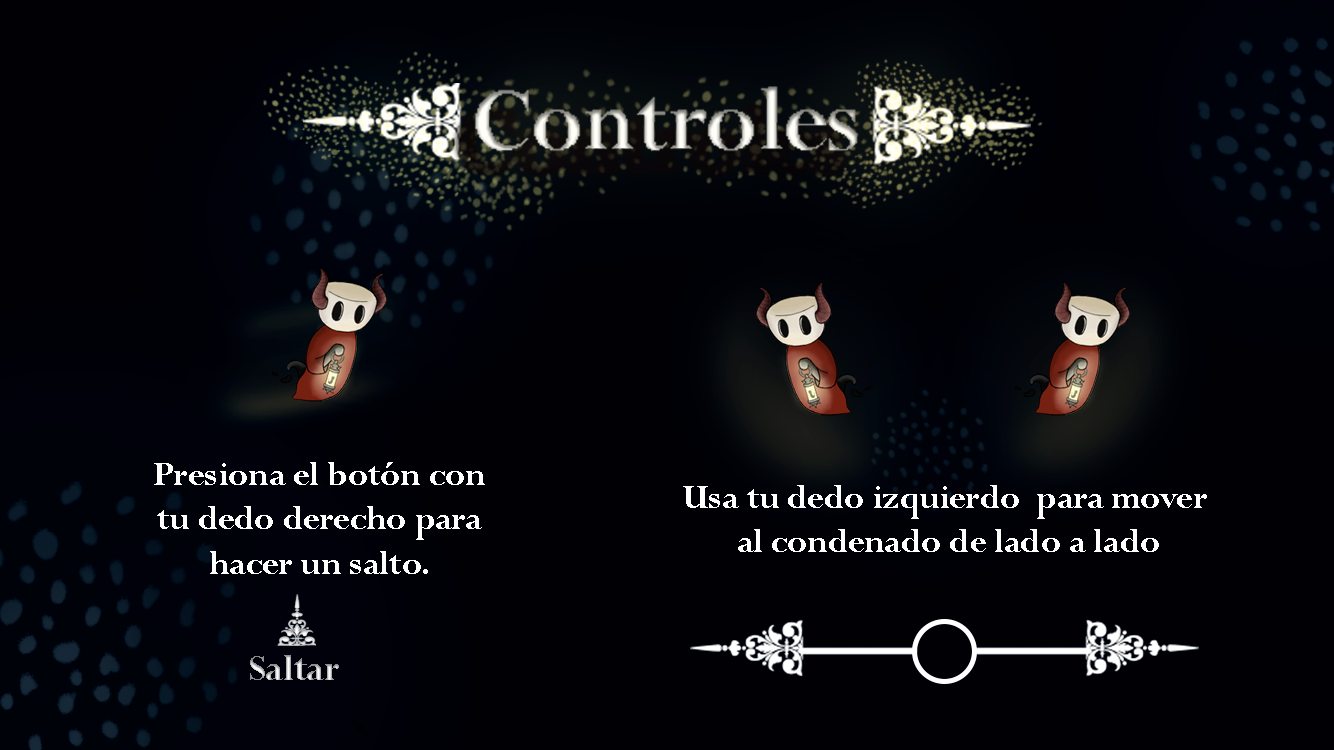 Controles
Presiona el botón con
tu dedo derecho para
hacer un salto.
Saltar
Usa tu dedo izquierdo  para mover
al condenado de lado a lado